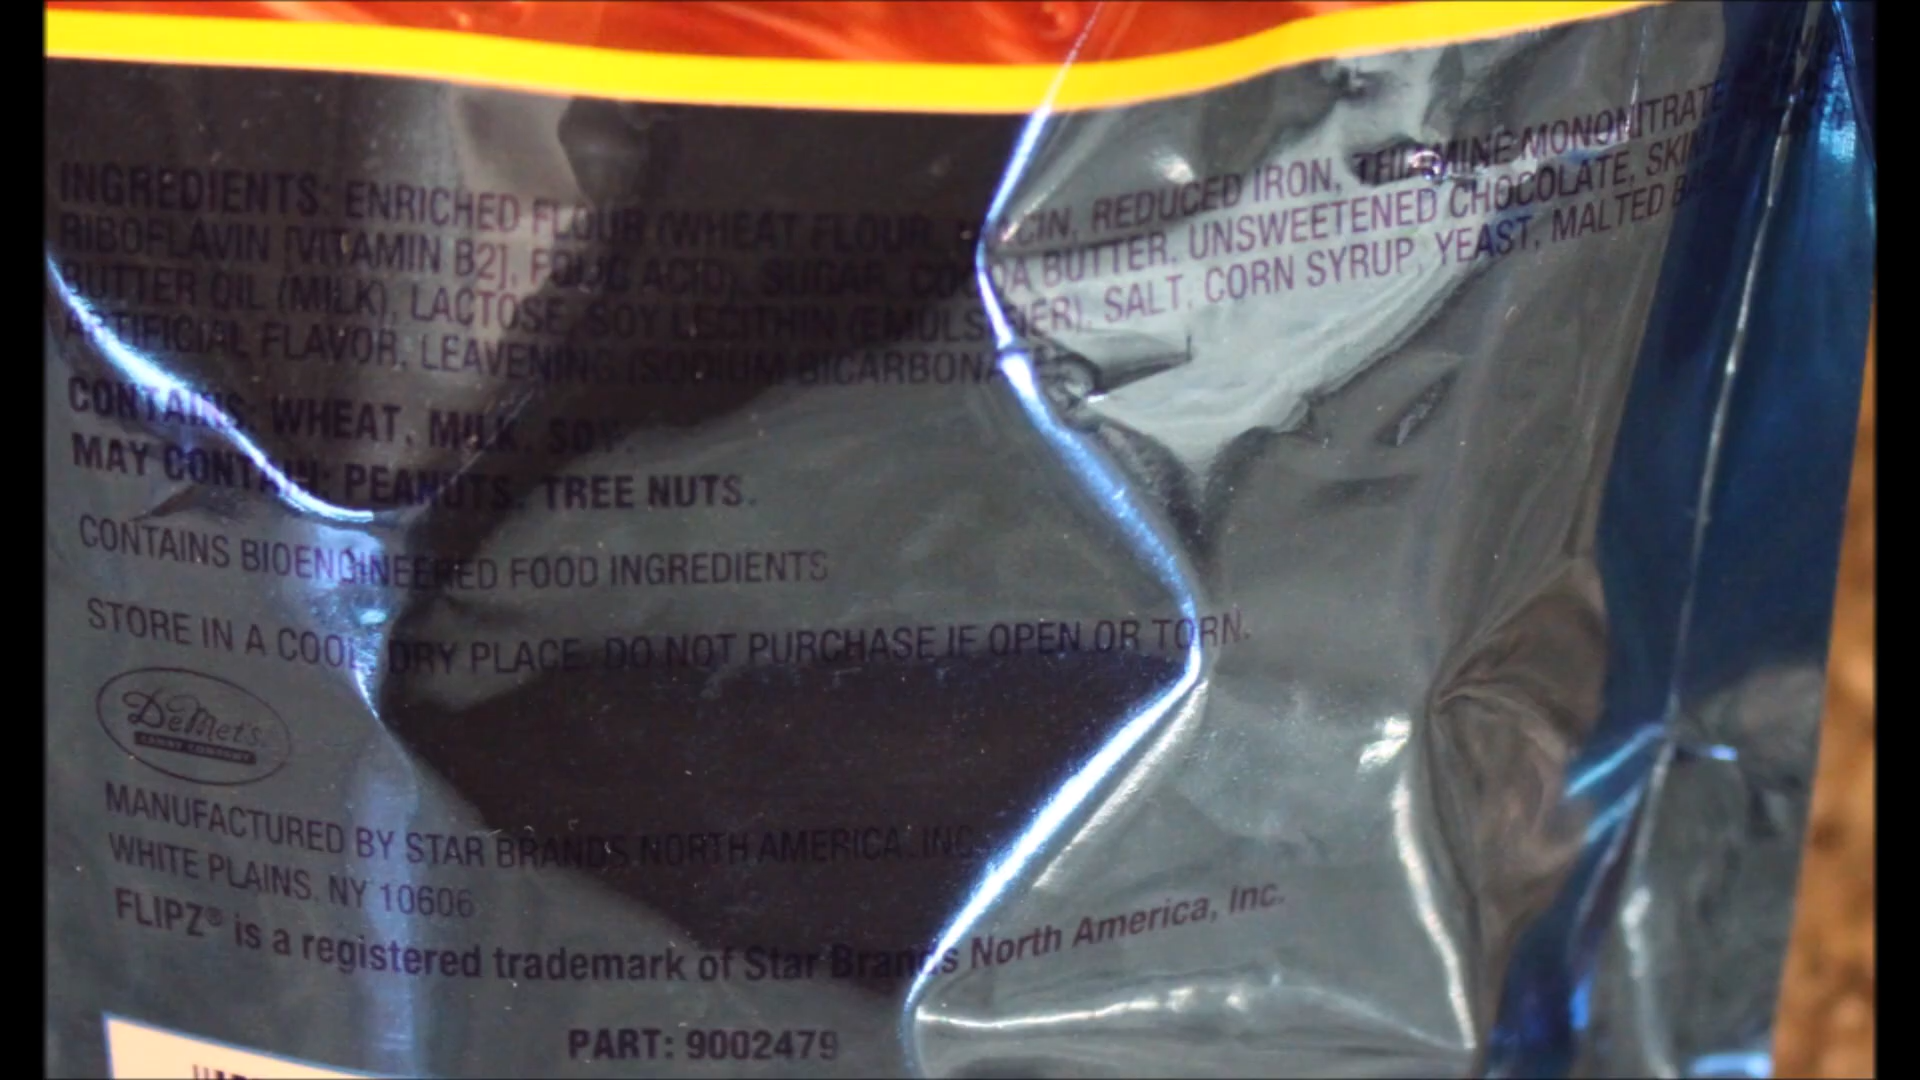 INGREDIENTS: ENRICHED FLOUR (WHEAT FLOUR, NIACIN, REDUCED IRON, THIAMINE MONONITRATE
RIBOFLAVIN [VITAMIN B2], FOLIC ACID), SUGAR, COCOA BUTTER, UNSWEETENED CHOCOLATE, SKIM
BUTTER OIL (MILK), LACTOSE, SOY LECITHIN (EMULSIFIER), SALT, CORN SYRUP, YEAST, MALTED
ARTIFICIAL FLAVOR, LEAVENING (SODIUM BICARBONATE).
CONTAINS: WHEAT, MILK, SOY.
MAY CONTAIN: PEANUTS, TREE NUTS.
CONTAINS BIOENGINEERED FOOD INGREDIENTS
STORE IN A COOL, DRY PLACE. DO NOT PURCHASE IF OPEN OR TORN.
DeMet's
CANDY COMPANY
MANUFACTURED BY STAR BRANDS NORTH AMERICA, INC.
WHITE PLAINS, NY 10606
FLIPZ® is a registered trademark of Star Brands North America, Inc.
PART: 9002479